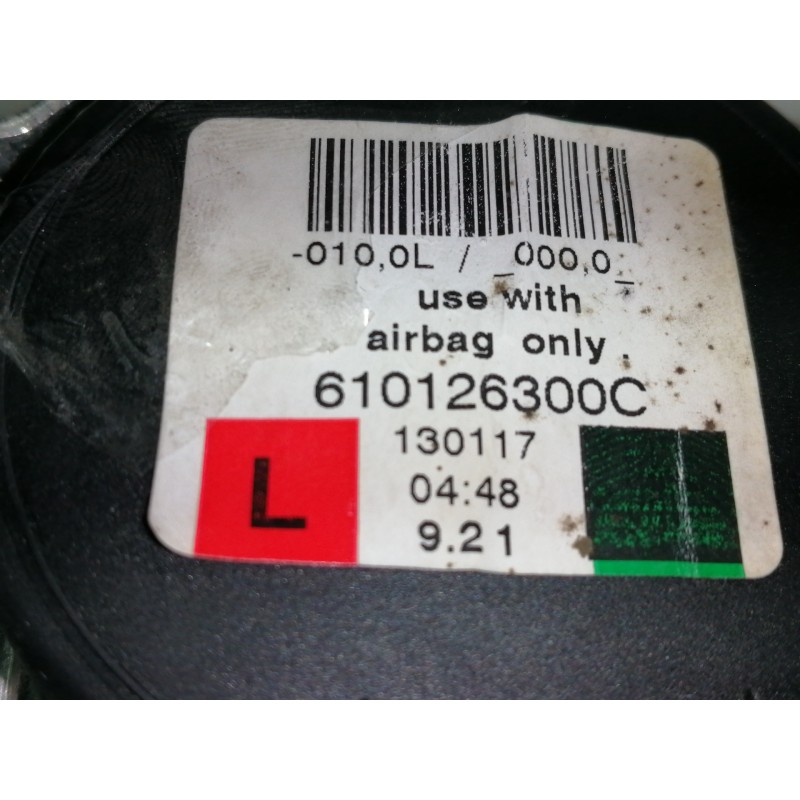 -010,0L / _000,0_
use with
airbag only.
610126300C
130117
L
04:48
9.21